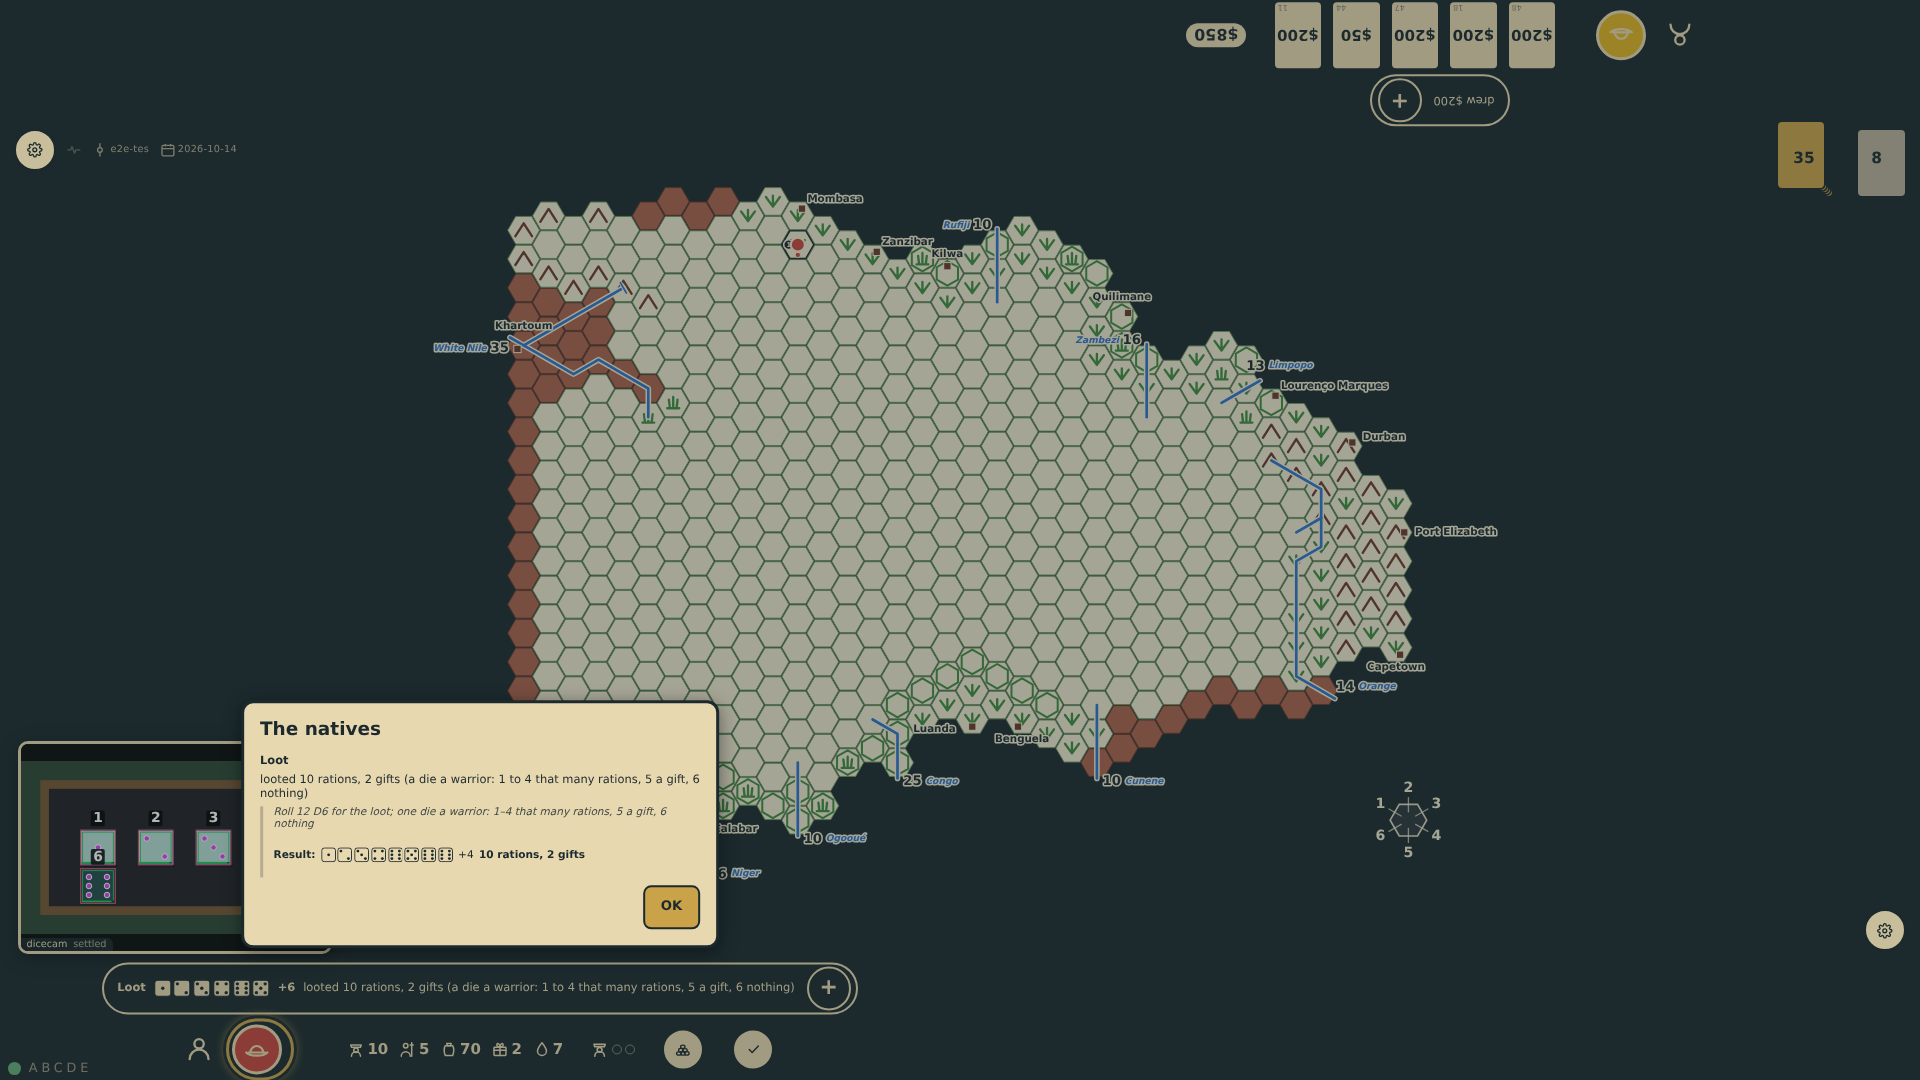 $850
$200
$50
$200
$200
$200
11
44
47
18
48
drew $200
e2e-tes
2026-10-14
35
8
Mombasa
Rufiji 10
Zanzibar
Kilwa
Quilimane
Khartoum
Zambezi 16
White Nile 35
13 Limpopo
Lourenço Marques
Durban
Port Elizabeth
Capetown
14 Orange
Luanda
Benguela
25 Congo
10 Cunene
10 Ogooué
Niger
The natives
Loot
looted 10 rations, 2 gifts (a die a warrior: 1 to 4 that many rations, 5 a gift, 6
nothing)
Roll 12 D6 for the loot; one die a warrior: 1–4 that many rations, 5 a gift, 6
nothing
Result: +4 10 rations, 2 gifts
OK
1 2 3
6
dicecam settled
2
1 3
6 4
5
Loot +6 looted 10 rations, 2 gifts (a die a warrior: 1 to 4 that many rations, 5 a gift, 6 nothing)
10 5 70 2 7
A B C D E